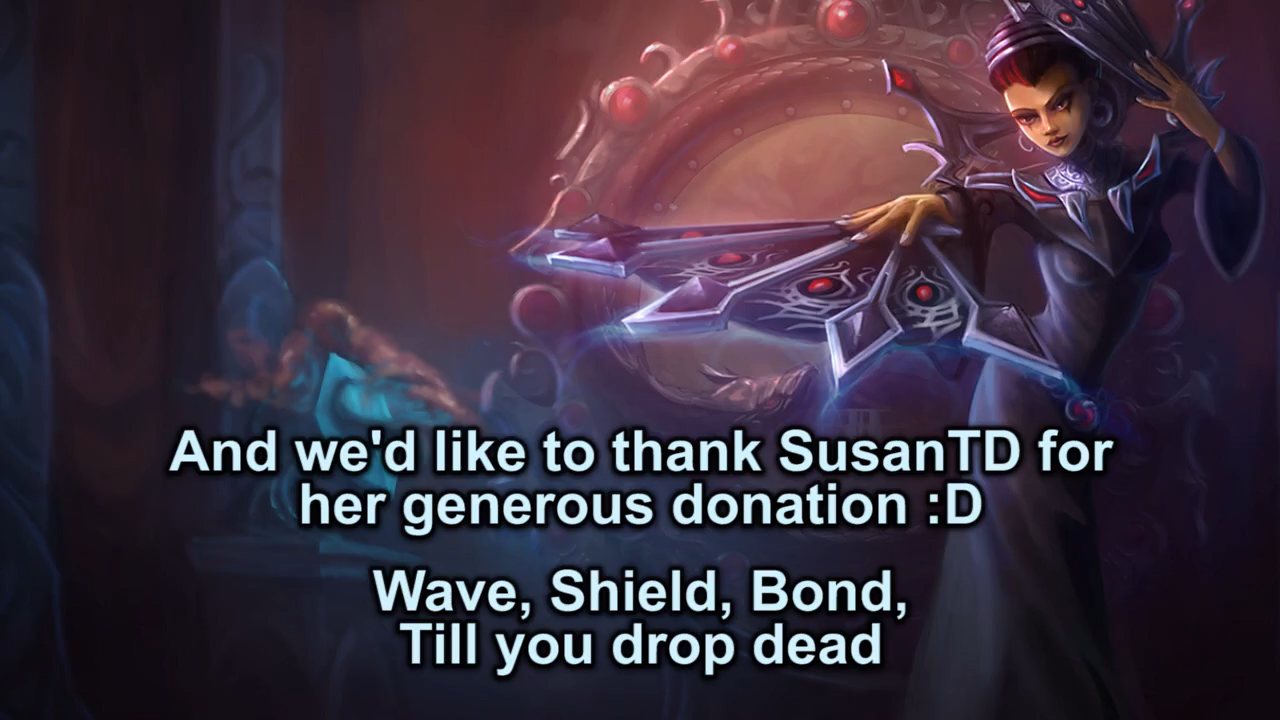 And we'd like to thank SusanTD for
her generous donation :D
Wave, Shield, Bond,
Till you drop dead